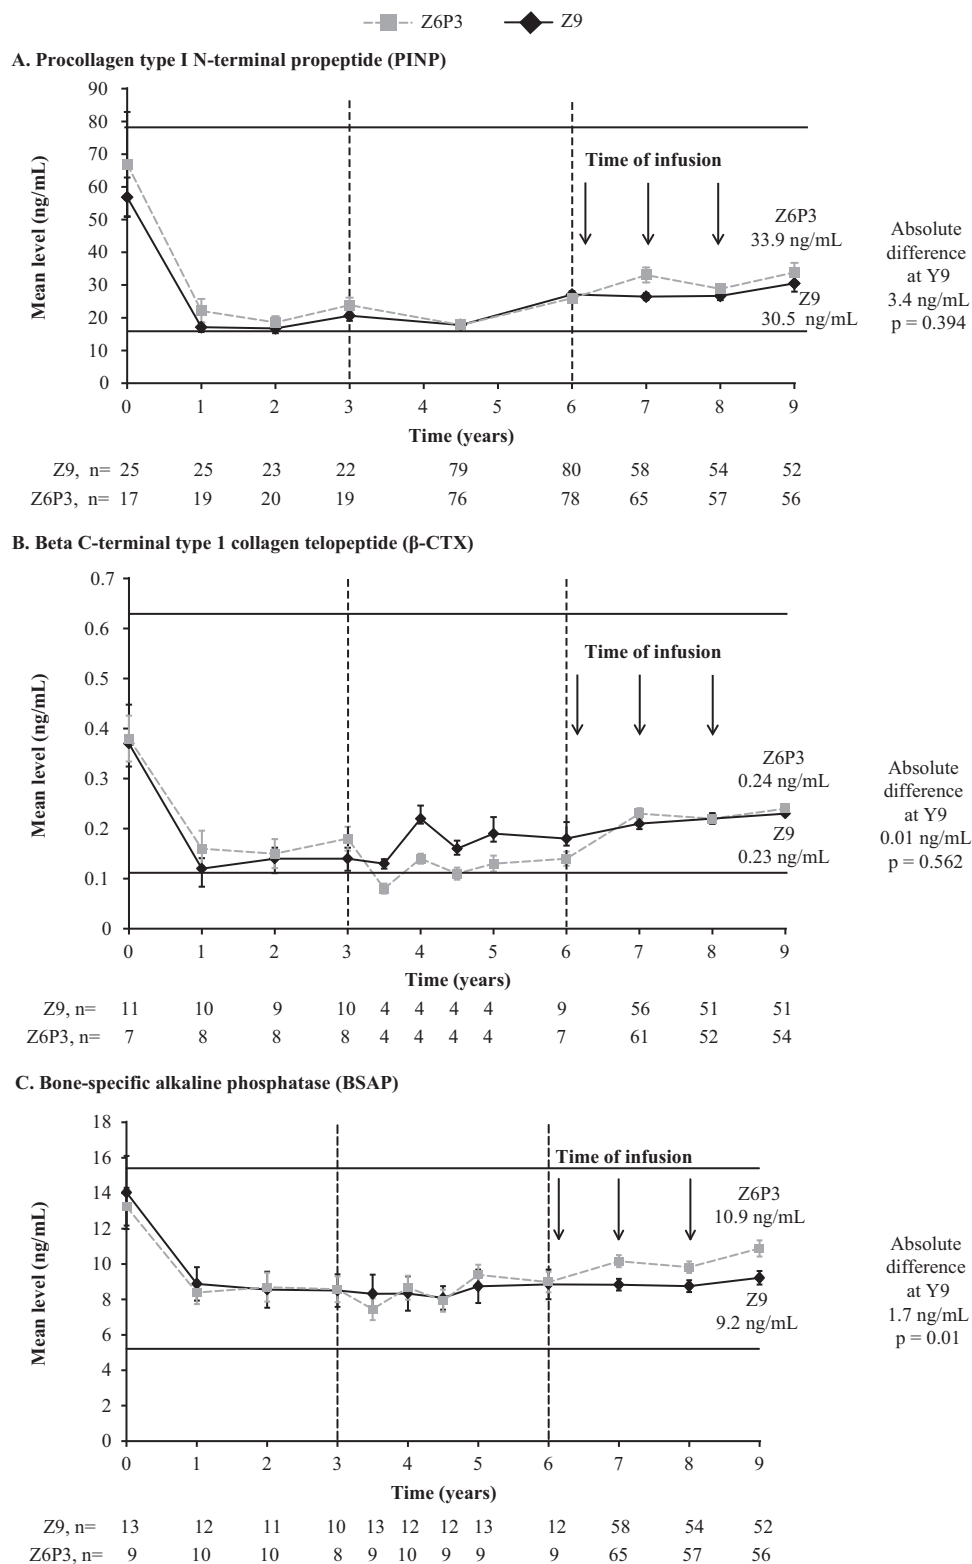 Z6P3 Z9
A. Procollagen type I N-terminal propeptide (PINP)
90
80
70
60
50
40
30
20
10
0
Mean level (ng/mL)
Time of infusion
Z6P3
33.9 ng/mL
Z9
30.5 ng/mL
Absolute
difference
at Y9
3.4 ng/mL
p = 0.394
0 1 2 3 4 5 6 7 8 9
Time (years)
Z9, n= 25 25 23 22 79 80 58 54 52
Z6P3, n= 17 19 20 19 76 78 65 57 56
B. Beta C-terminal type 1 collagen telopeptide (β-CTX)
0.7
0.6
0.5
0.4
0.3
0.2
0.1
0
Mean level (ng/mL)
Time of infusion
Z6P3
0.24 ng/mL
Z9
0.23 ng/mL
Absolute
difference
at Y9
0.01 ng/mL
p = 0.562
0 1 2 3 4 5 6 7 8 9
Time (years)
Z9, n= 11 10 9 10 4 4 4 4 9 56 51 51
Z6P3, n= 7 8 8 8 4 4 4 4 7 61 52 54
C. Bone-specific alkaline phosphatase (BSAP)
18
16
14
12
10
8
6
4
2
0
Mean level (ng/mL)
Time of infusion
Z6P3
10.9 ng/mL
Z9
9.2 ng/mL
Absolute
difference
at Y9
1.7 ng/mL
p = 0.01
0 1 2 3 4 5 6 7 8 9
Time (years)
Z9, n= 13 12 11 10 13 12 12 13 12 58 54 52
Z6P3, n= 9 10 10 8 9 10 9 9 9 65 57 56